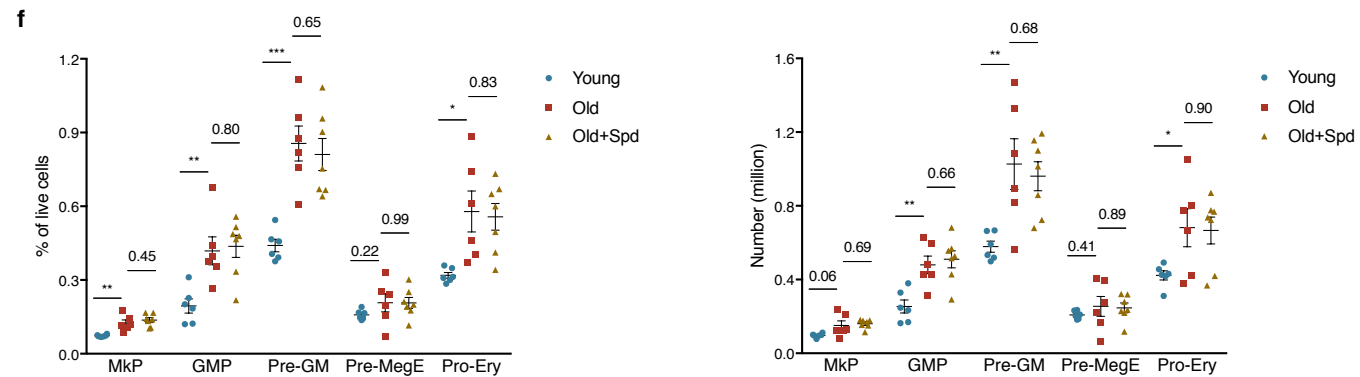 f
0.65
***
0.83
0.80
*
**
0.99
0.45
0.22
**
1.2
0.9
0.6
0.3
0.0
% of live cells
MkP GMP Pre-GM Pre-MegE Pro-Ery
Young
Old
Old+Spd
0.68
**
0.90
*
0.66
**
0.89
0.69
0.41
0.06
1.6
1.2
0.8
0.4
0.0
Number (million)
MkP GMP Pre-GM Pre-MegE Pro-Ery
Young
Old
Old+Spd